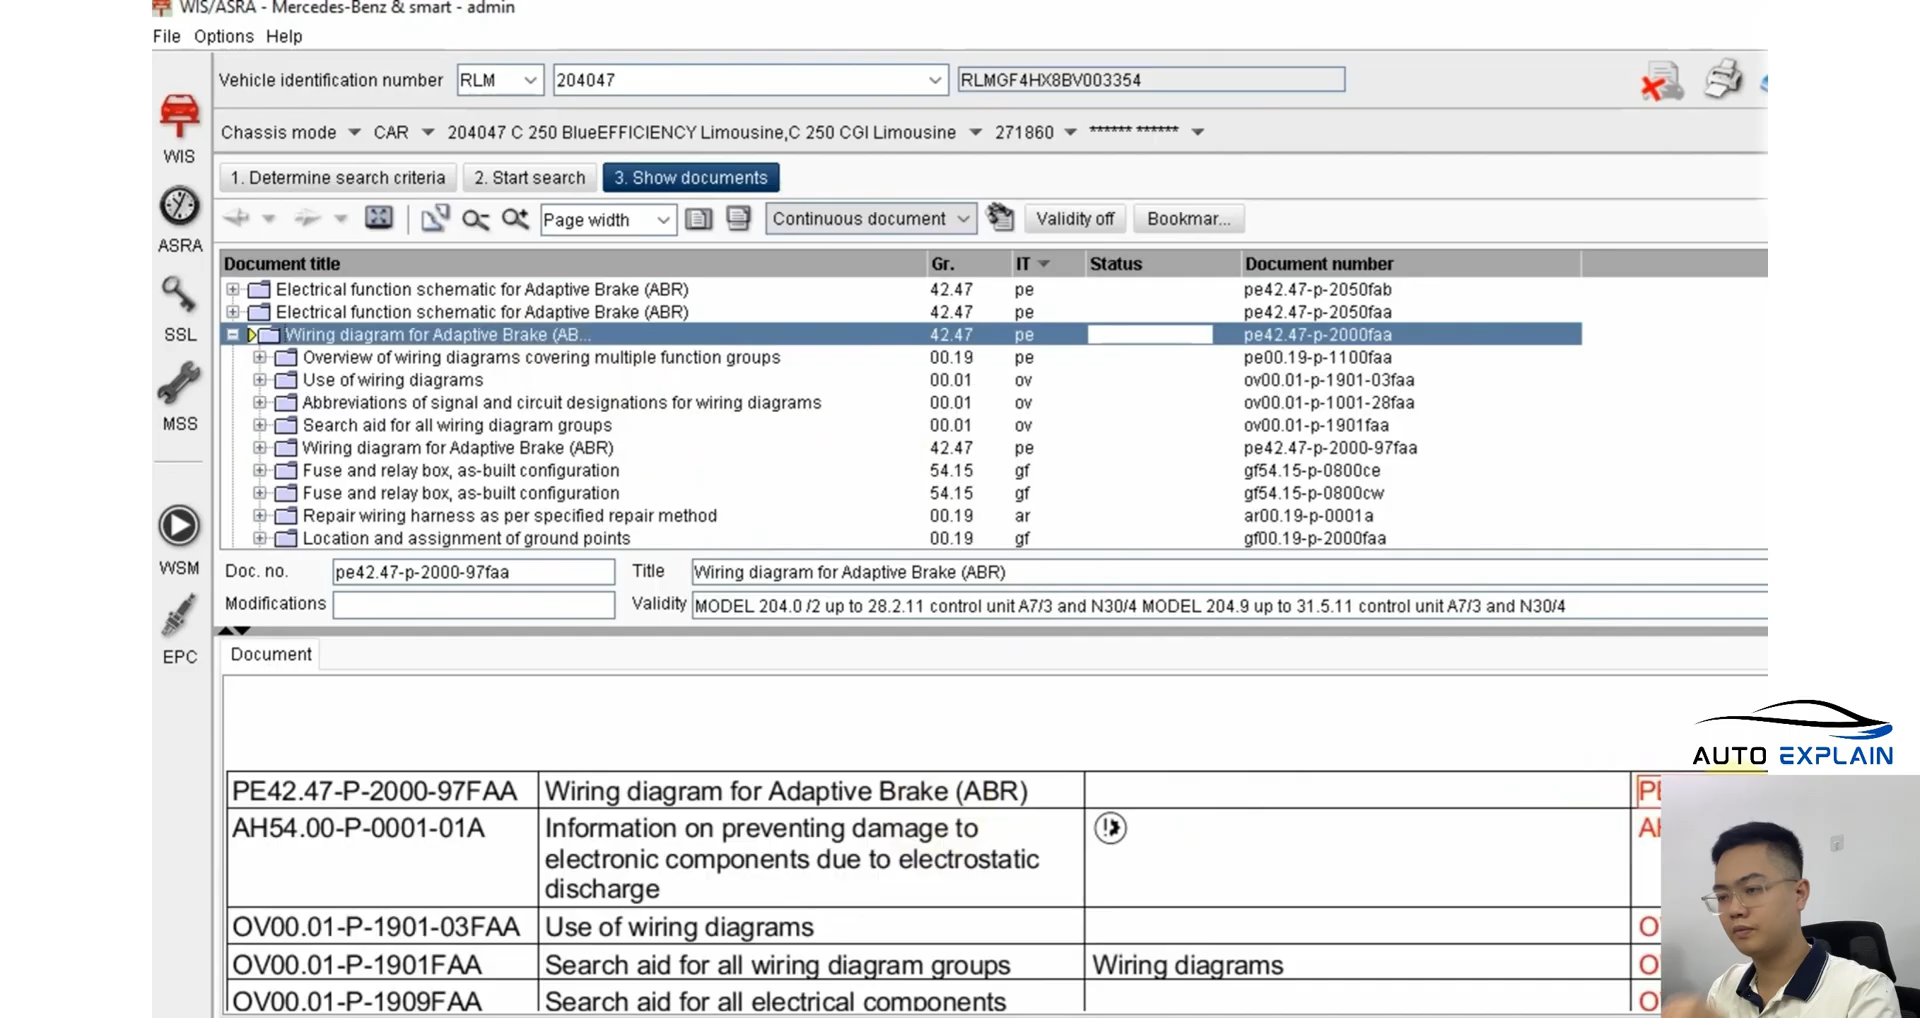 WIS/ASRA - Mercedes-Benz & smart - admin
File Options Help
Vehicle identification number RLM 204047 RLMGF4HX8BV003354
Chassis mode CAR 204047 C 250 BlueEFFICIENCY Limousine,C 250 CGI Limousine 271860 ****** ******
1. Determine search criteria 2. Start search 3. Show documents
Page width Continuous document Validity off Bookmar...
Document title Gr. IT Status Document number
Electrical function schematic for Adaptive Brake (ABR) 42.47 pe pe42.47-p-2050fab
Electrical function schematic for Adaptive Brake (ABR) 42.47 pe pe42.47-p-2050faa
Wiring diagram for Adaptive Brake (AB... 42.47 pe pe42.47-p-2000faa
Overview of wiring diagrams covering multiple function groups 00.19 pe pe00.19-p-1100faa
Use of wiring diagrams 00.01 ov ov00.01-p-1901-03faa
Abbreviations of signal and circuit designations for wiring diagrams 00.01 ov ov00.01-p-1001-28faa
Search aid for all wiring diagram groups 00.01 ov ov00.01-p-1901faa
Wiring diagram for Adaptive Brake (ABR) 42.47 pe pe42.47-p-2000-97faa
Fuse and relay box, as-built configuration 54.15 gf gf54.15-p-0800ce
Fuse and relay box, as-built configuration 54.15 gf gf54.15-p-0800cw
Repair wiring harness as per specified repair method 00.19 ar ar00.19-p-0001a
Location and assignment of ground points 00.19 gf gf00.19-p-2000faa
Doc. no. pe42.47-p-2000-97faa Title Wiring diagram for Adaptive Brake (ABR)
Modifications Validity MODEL 204.0 /2 up to 28.2.11 control unit A7/3 and N30/4 MODEL 204.9 up to 31.5.11 control unit A7/3 and N30/4
WIS
ASRA
SSL
MSS
WSM
EPC
Document
PE42.47-P-2000-97FAA Wiring diagram for Adaptive Brake (ABR) PE
AH54.00-P-0001-01A Information on preventing damage to AH
electronic components due to electrostatic
discharge
OV00.01-P-1901-03FAA Use of wiring diagrams O
OV00.01-P-1901FAA Search aid for all wiring diagram groups Wiring diagrams O
OV00.01-P-1909FAA Search aid for all electrical components O
AUTO EXPLAIN